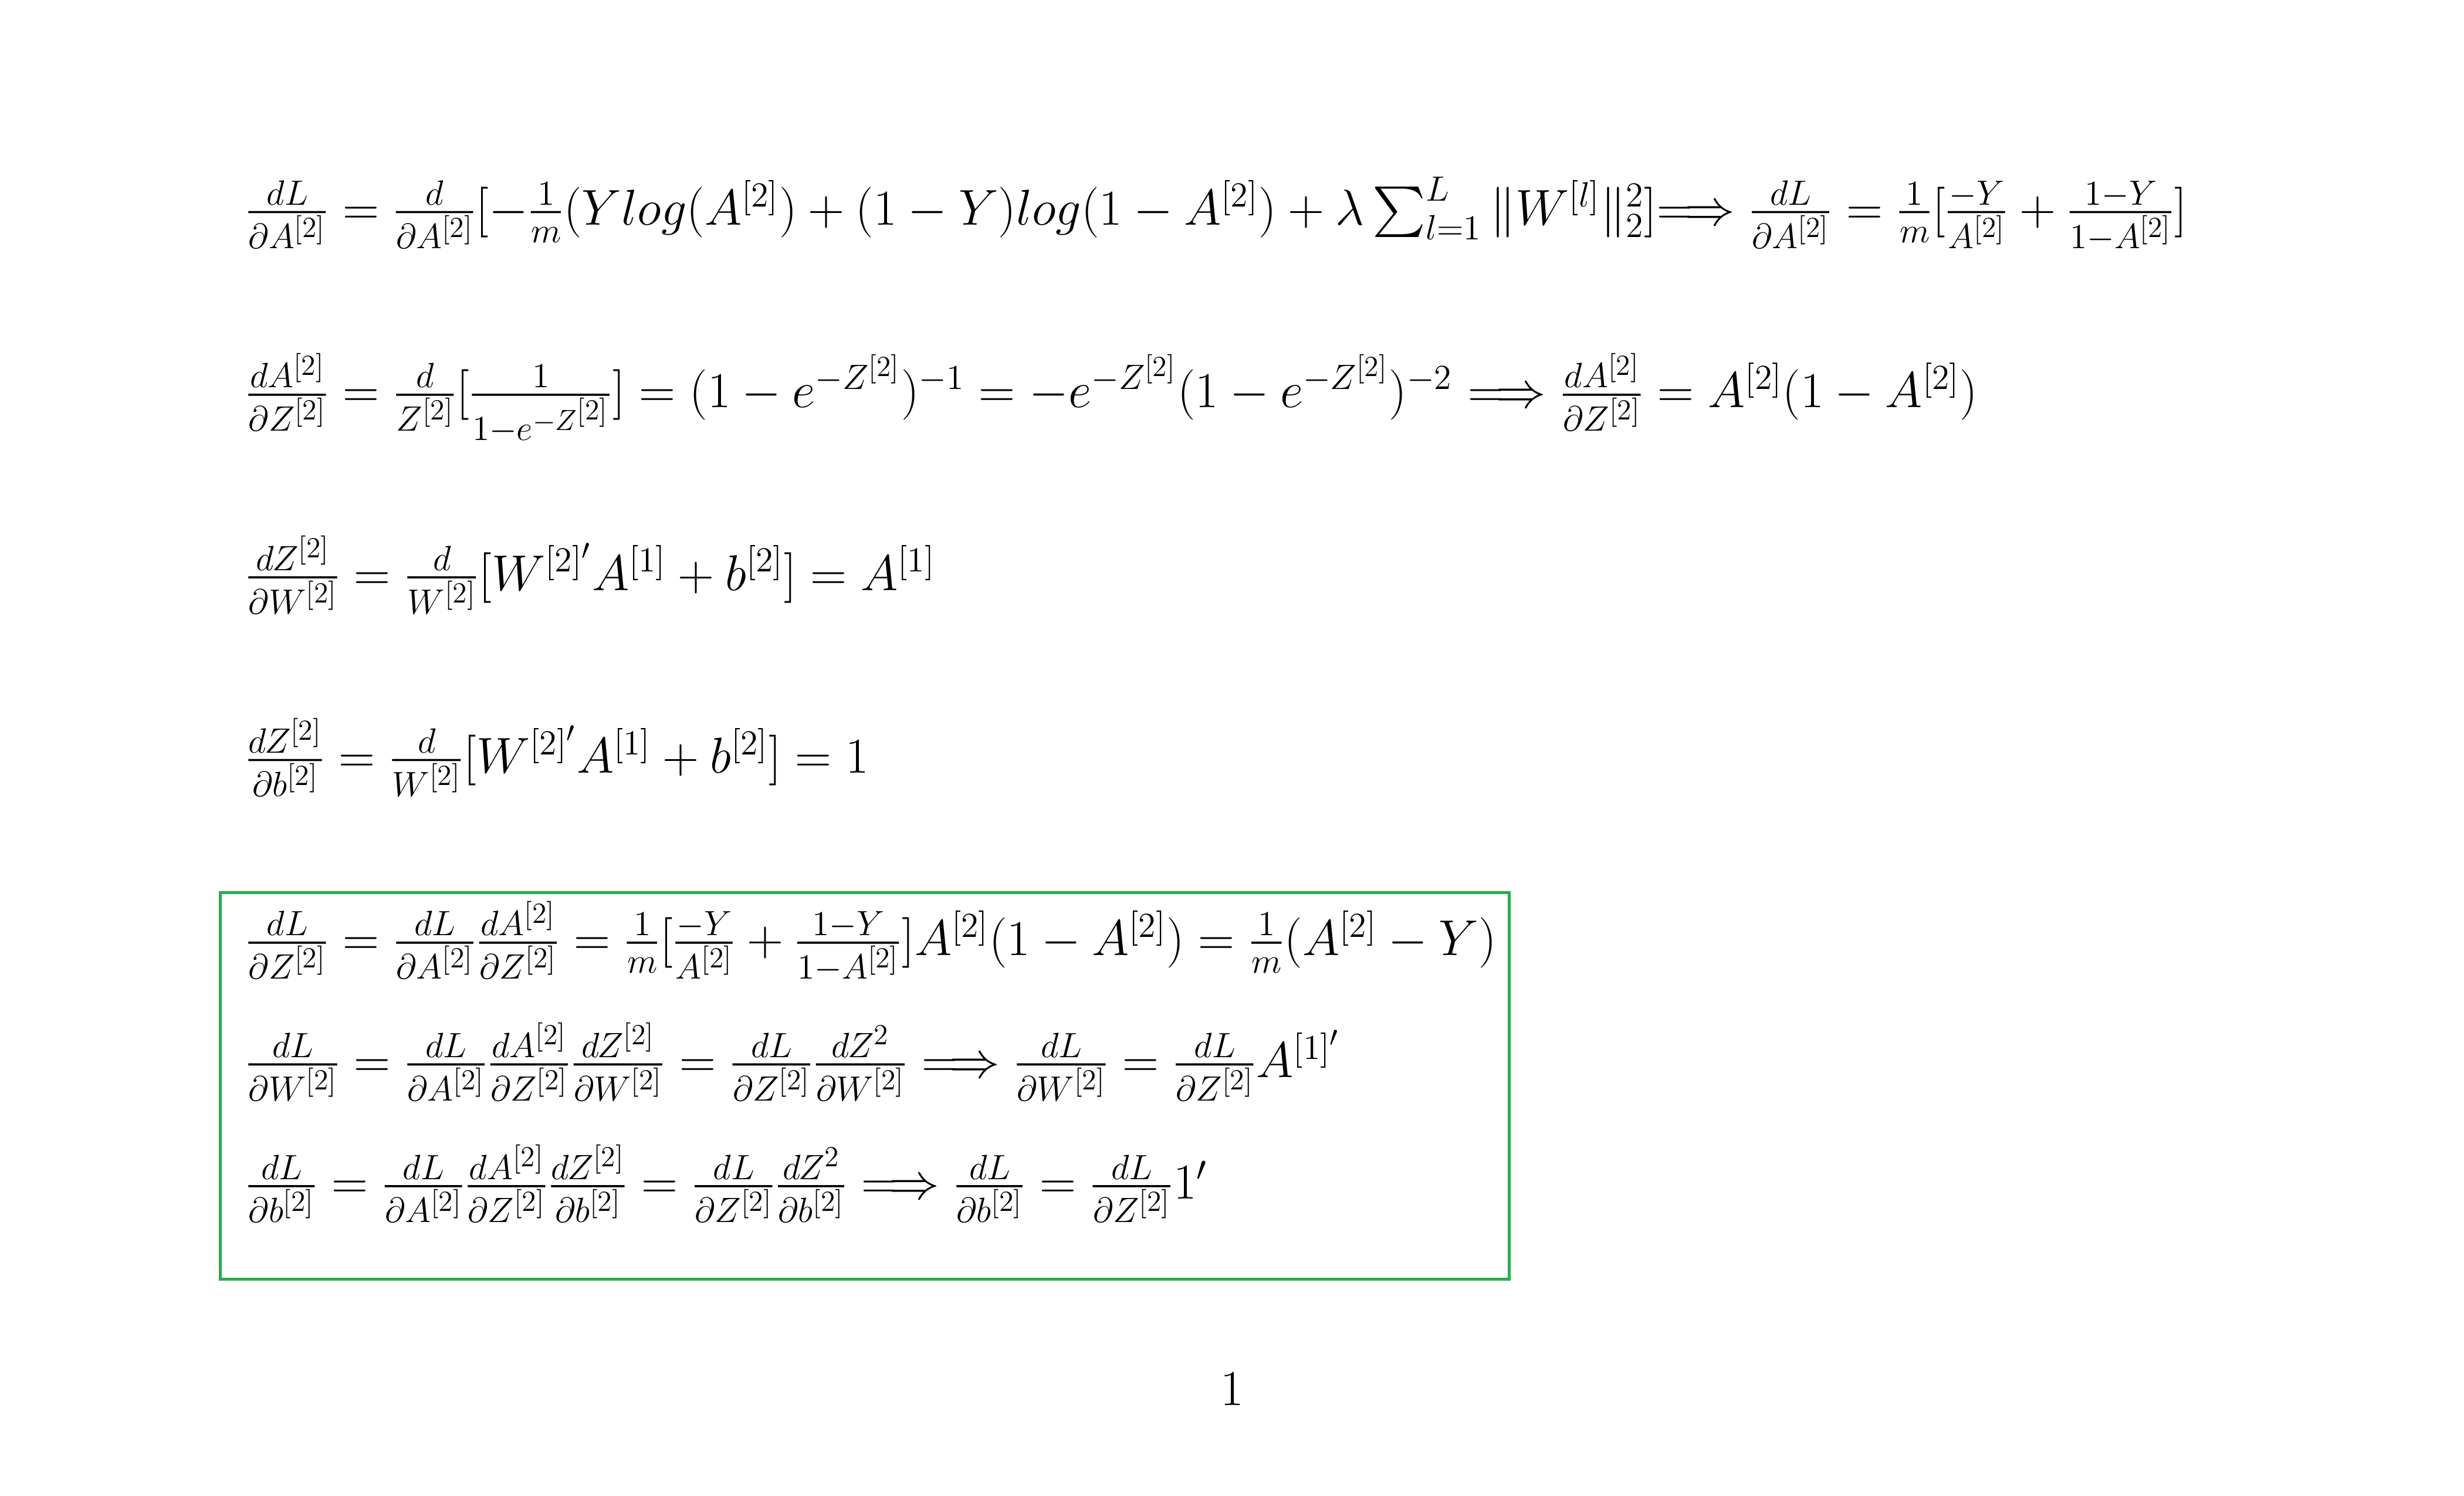 $\frac{dL}{\partial A^{[2]}} = \frac{d}{\partial A^{[2]}}[-\frac{1}{m}(Ylog(A^{[2]}) + (1-Y)log(1-A^{[2]}) + \lambda\sum_{l=1}^{L}\|W^{[l]}\|_2^2] \Longrightarrow \frac{dL}{\partial A^{[2]}} = \frac{1}{m}[\frac{-Y}{A^{[2]}} + \frac{1-Y}{1-A^{[2]}}]$
$\frac{dA^{[2]}}{\partial Z^{[2]}} = \frac{d}{Z^{[2]}}[\frac{1}{1-e^{-Z^{[2]}}}] = (1-e^{-Z^{[2]}})^{-1} = -e^{-Z^{[2]}}(1-e^{-Z^{[2]}})^{-2} \Longrightarrow \frac{dA^{[2]}}{\partial Z^{[2]}} = A^{[2]}(1-A^{[2]})$
$\frac{dZ^{[2]}}{\partial W^{[2]}} = \frac{d}{W^{[2]}}[W^{[2]'}A^{[1]} + b^{[2]}] = A^{[1]}$
$\frac{dZ^{[2]}}{\partial b^{[2]}} = \frac{d}{W^{[2]}}[W^{[2]'}A^{[1]} + b^{[2]}] = 1$
$\frac{dL}{\partial Z^{[2]}} = \frac{dL}{\partial A^{[2]}}\frac{dA^{[2]}}{\partial Z^{[2]}} = \frac{1}{m}[\frac{-Y}{A^{[2]}} + \frac{1-Y}{1-A^{[2]}}]A^{[2]}(1-A^{[2]}) = \frac{1}{m}(A^{[2]} - Y)$
$\frac{dL}{\partial W^{[2]}} = \frac{dL}{\partial A^{[2]}}\frac{dA^{[2]}}{\partial Z^{[2]}}\frac{dZ^{[2]}}{\partial W^{[2]}} = \frac{dL}{\partial Z^{[2]}}\frac{dZ^{2}}{\partial W^{[2]}} \Longrightarrow \frac{dL}{\partial W^{[2]}} = \frac{dL}{\partial Z^{[2]}}A^{[1]'}$
$\frac{dL}{\partial b^{[2]}} = \frac{dL}{\partial A^{[2]}}\frac{dA^{[2]}}{\partial Z^{[2]}}\frac{dZ^{[2]}}{\partial b^{[2]}} = \frac{dL}{\partial Z^{[2]}}\frac{dZ^{2}}{\partial b^{[2]}} \Longrightarrow \frac{dL}{\partial b^{[2]}} = \frac{dL}{\partial Z^{[2]}}1'$
1